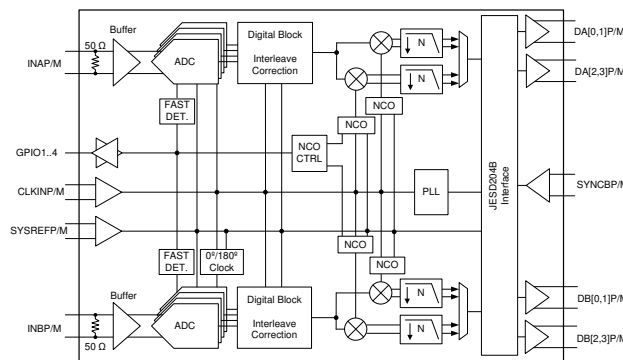 Buffer
50 Ω
INAP/M
ADC
Digital Block
Interleave
Correction
N
N
DA[0,1]P/M
DA[2,3]P/M
FAST
DET.
NCO
NCO
GPIO1..4
NCO
CTRL
CLKINP/M
PLL
JESD204B
Interface
SYNCBP/M
SYSREFP/M
FAST
DET.
0º/180º
Clock
NCO
NCO
Buffer
INBP/M
50 Ω
ADC
Digital Block
Interleave
Correction
N
N
DB[0,1]P/M
DB[2,3]P/M